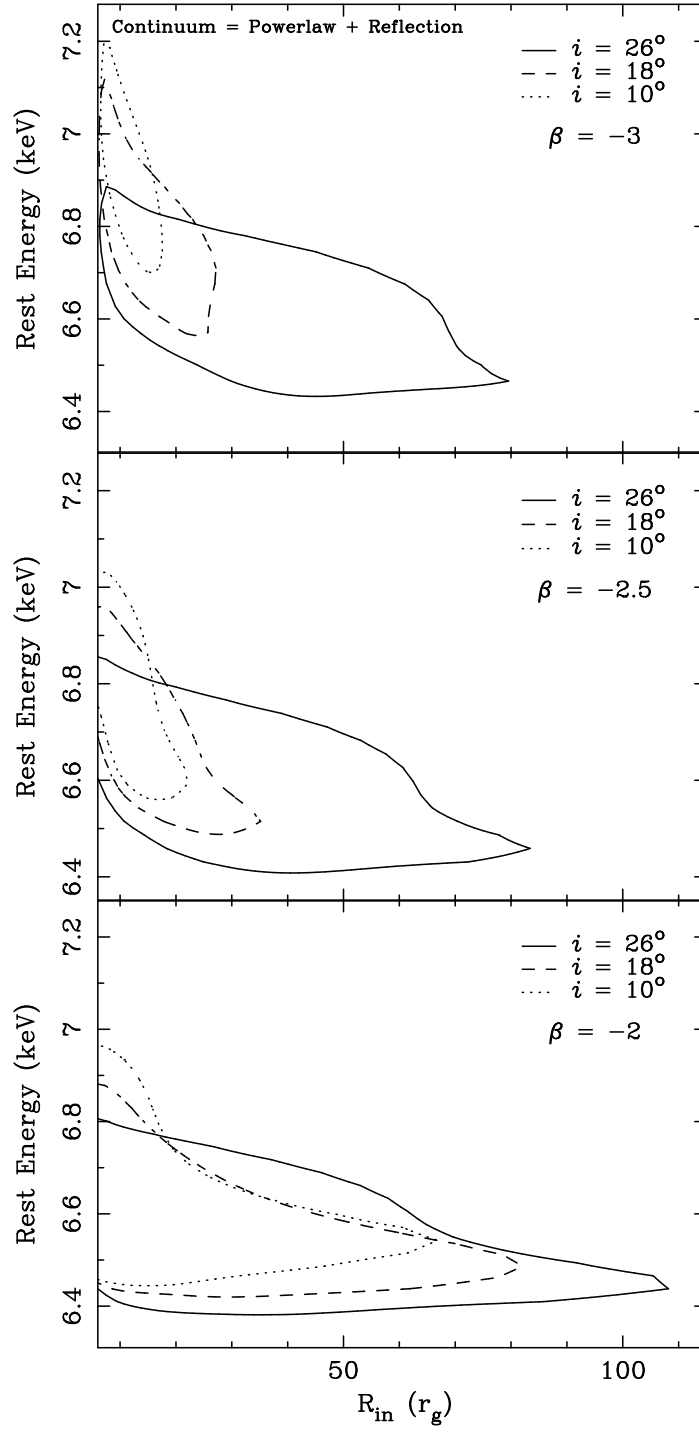 Continuum = Powerlaw + Reflection
i = 26°
i = 18°
i = 10°
β = −3
7.2
7
6.8
6.6
6.4
Rest Energy (keV)
i = 26°
i = 18°
i = 10°
β = −2.5
7.2
7
6.8
6.6
6.4
Rest Energy (keV)
i = 26°
i = 18°
i = 10°
β = −2
7.2
7
6.8
6.6
6.4
Rest Energy (keV)
50 100
R_in (r_g)